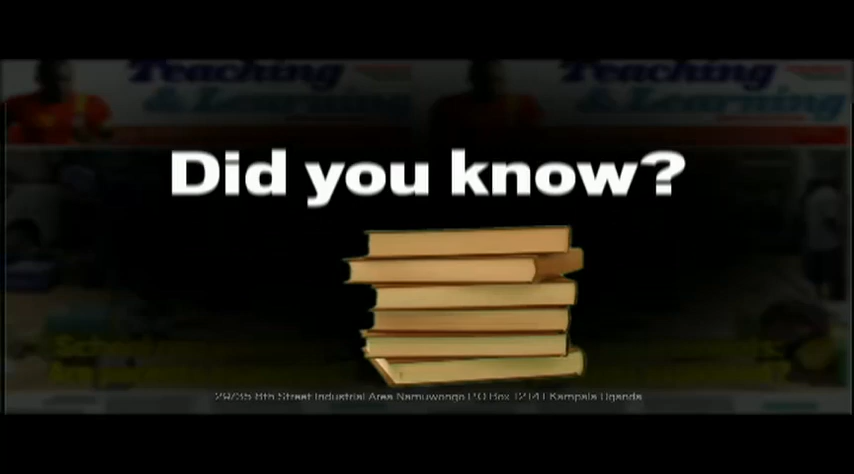 Teaching Teaching
& Learning & Learning
Did you know?
Street Industrial Area Namuwongo P.O Box Kampala Uganda